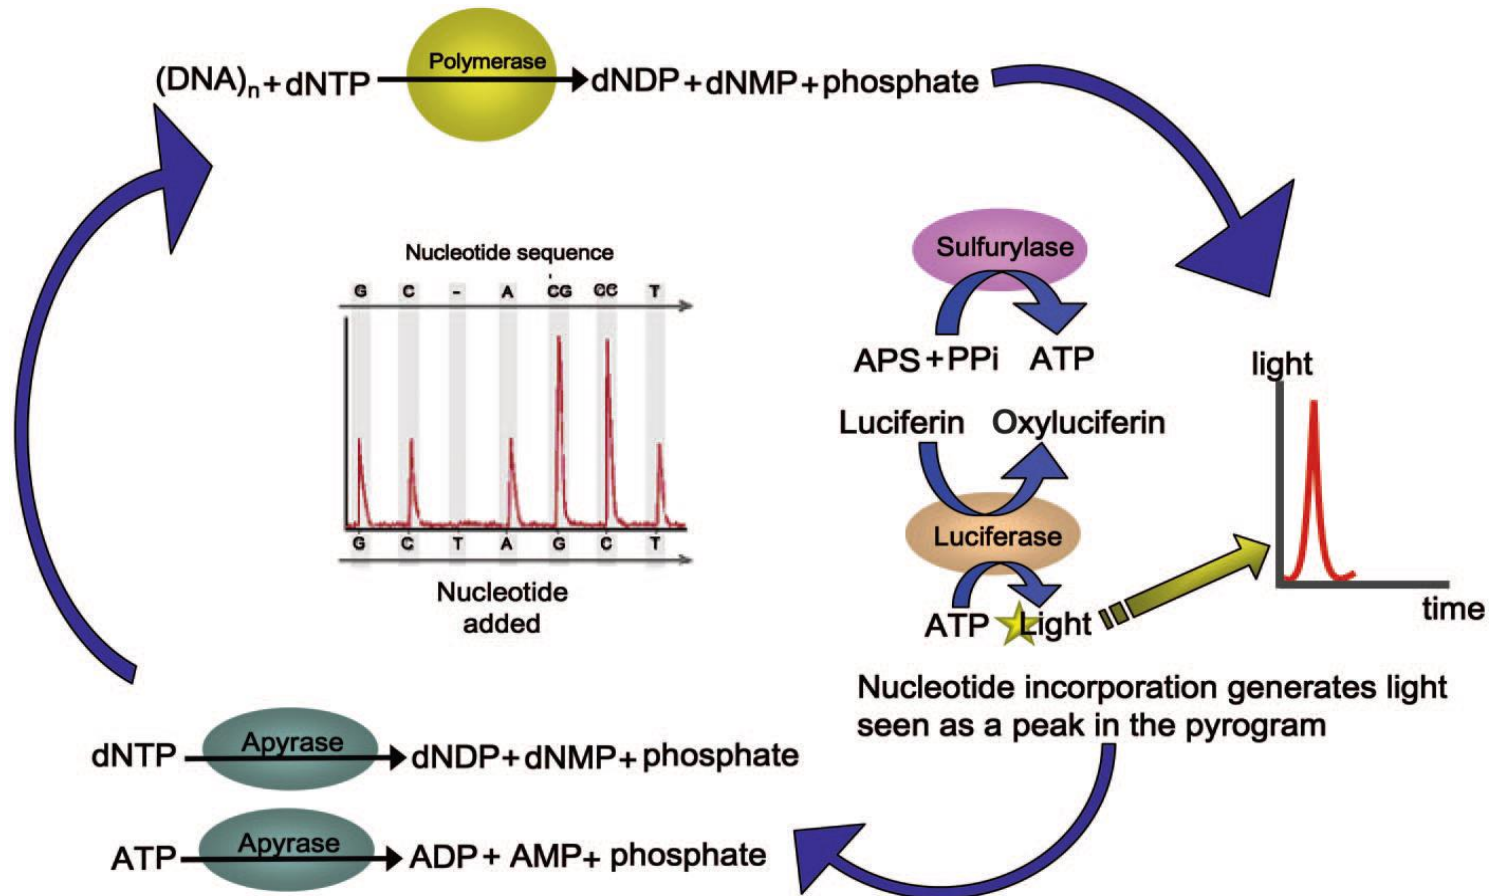 (DNA)n+dNTP Polymerase dNDP+dNMP+phosphate
Nucleotide sequence
G C - A CG CC T
G C T A G C T
Nucleotide
added
Sulfurylase
APS+PPi ATP
Luciferin Oxyluciferin
Luciferase
ATP Light
light
time
Nucleotide incorporation generates light
seen as a peak in the pyrogram
dNTP Apyrase dNDP+dNMP+phosphate
ATP Apyrase ADP+ AMP+ phosphate